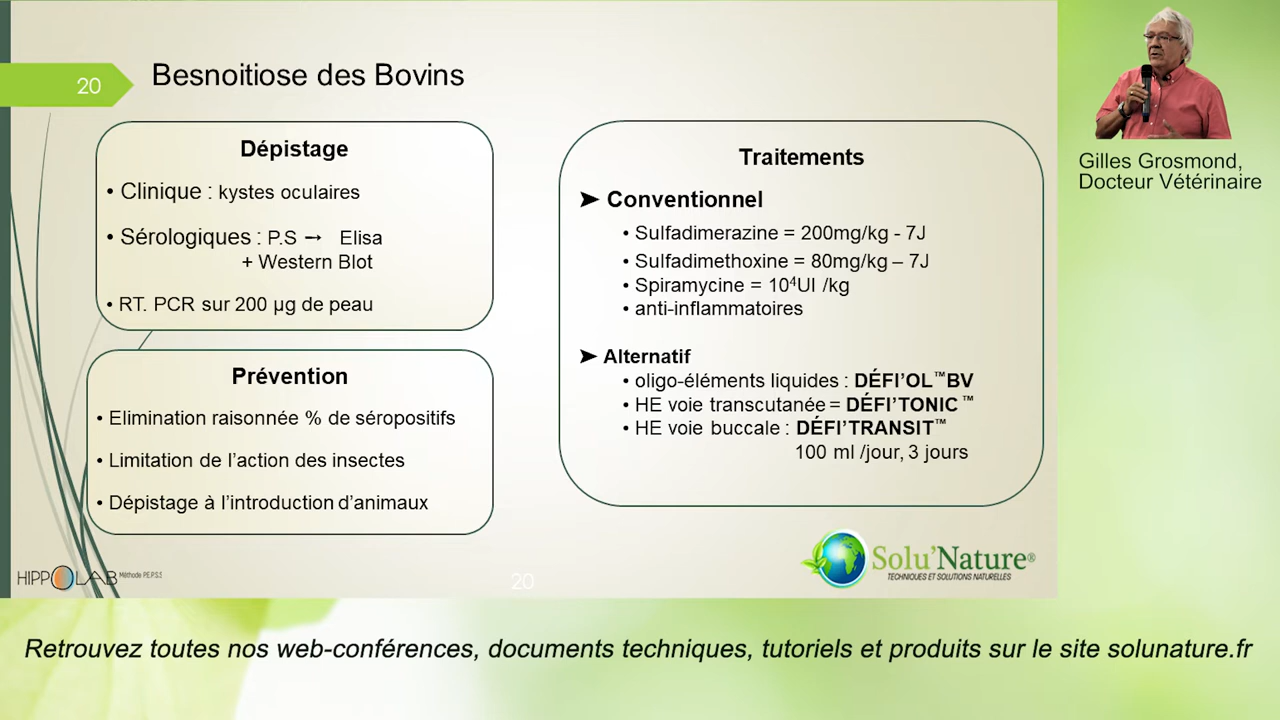 20
Besnoitiose des Bovins
Dépistage
• Clinique : kystes oculaires
• Sérologiques : P.S → Elisa
+ Western Blot
• RT. PCR sur 200 µg de peau
Prévention
• Elimination raisonnée % de séropositifs
• Limitation de l'action des insectes
• Dépistage à l'introduction d'animaux
Traitements
➤ Conventionnel
• Sulfadimerazine = 200mg/kg - 7J
• Sulfadimethoxine = 80mg/kg – 7J
• Spiramycine = 10⁴UI /kg
• anti-inflammatoires
➤ Alternatif
• oligo-éléments liquides : DÉFI'OL™BV
• HE voie transcutanée = DÉFI'TONIC ™
• HE voie buccale : DÉFI'TRANSIT™
100 ml /jour, 3 jours
Gilles Grosmond,
Docteur Vétérinaire
HIPPOLAB Méthode P.E.P.S.
20
Solu'Nature®
TECHNIQUES ET SOLUTIONS NATURELLES
Retrouvez toutes nos web-conférences, documents techniques, tutoriels et produits sur le site solunature.fr